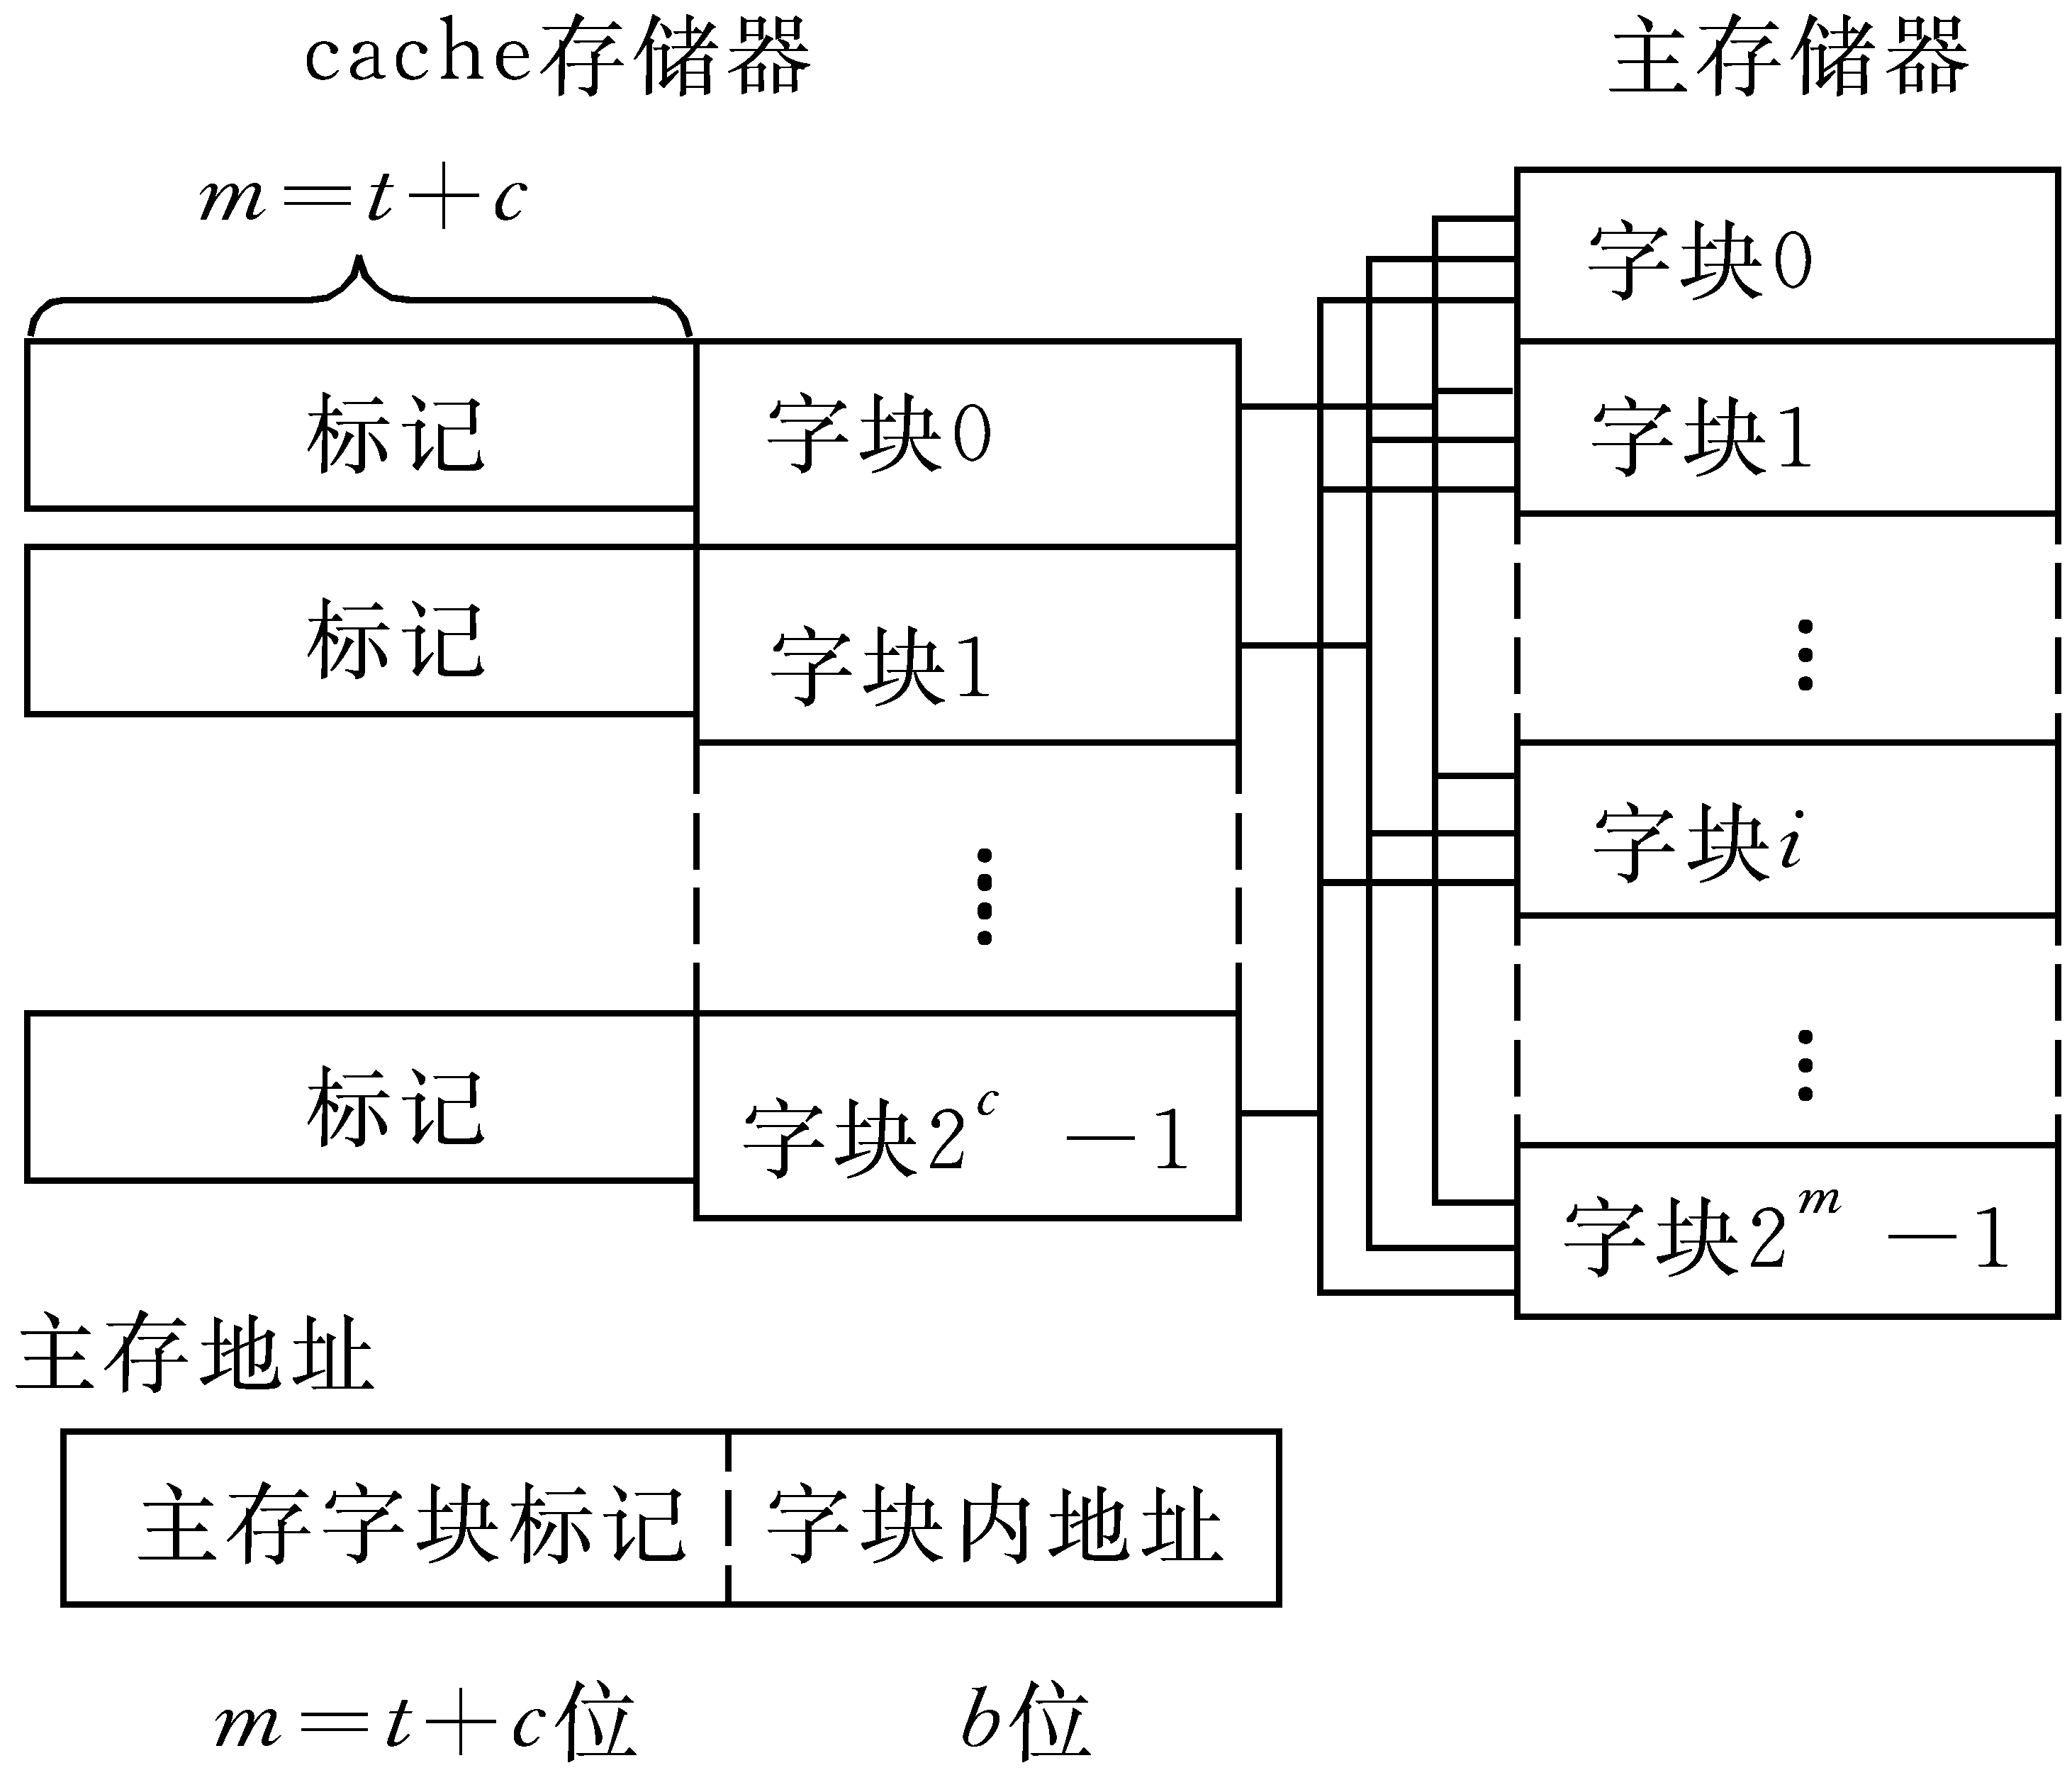 cache存储器
主存储器
m=t+c
标记
字块0
标记
字块1
⋮
标记
字块2^c -1
字块0
字块1
⋮
字块i
⋮
字块2^m -1
主存地址
主存字块标记 字块内地址
m=t+c位 b位